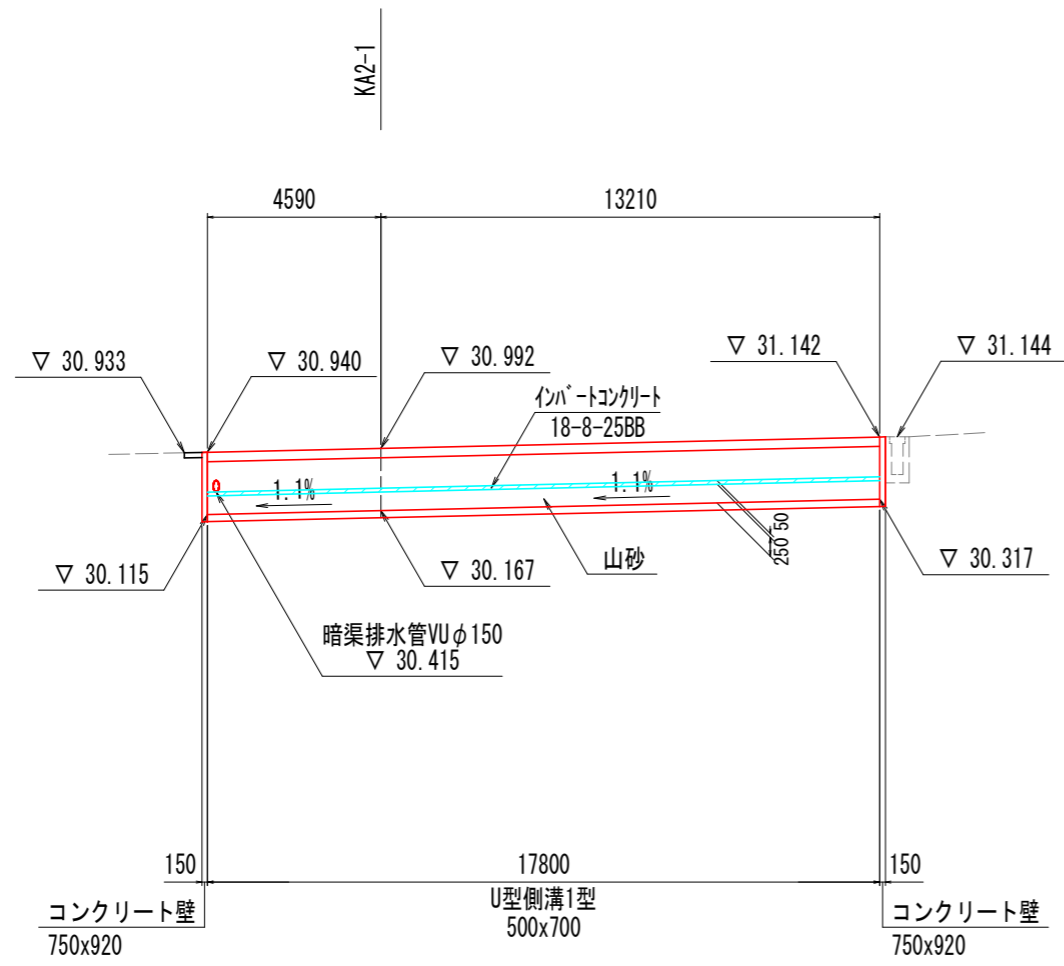 KA2-1
4590
13210
▽ 30.933
▽ 30.940
▽ 30.992
▽ 31.142
▽ 31.144
インバートコンクリート
18-8-25BB
1.1%
1.1%
250 50
▽ 30.115
▽ 30.167
山砂
▽ 30.317
暗渠排水管VUφ150
▽ 30.415
150
17800
150
U型側溝1型
500x700
コンクリート壁
750x920
コンクリート壁
750x920